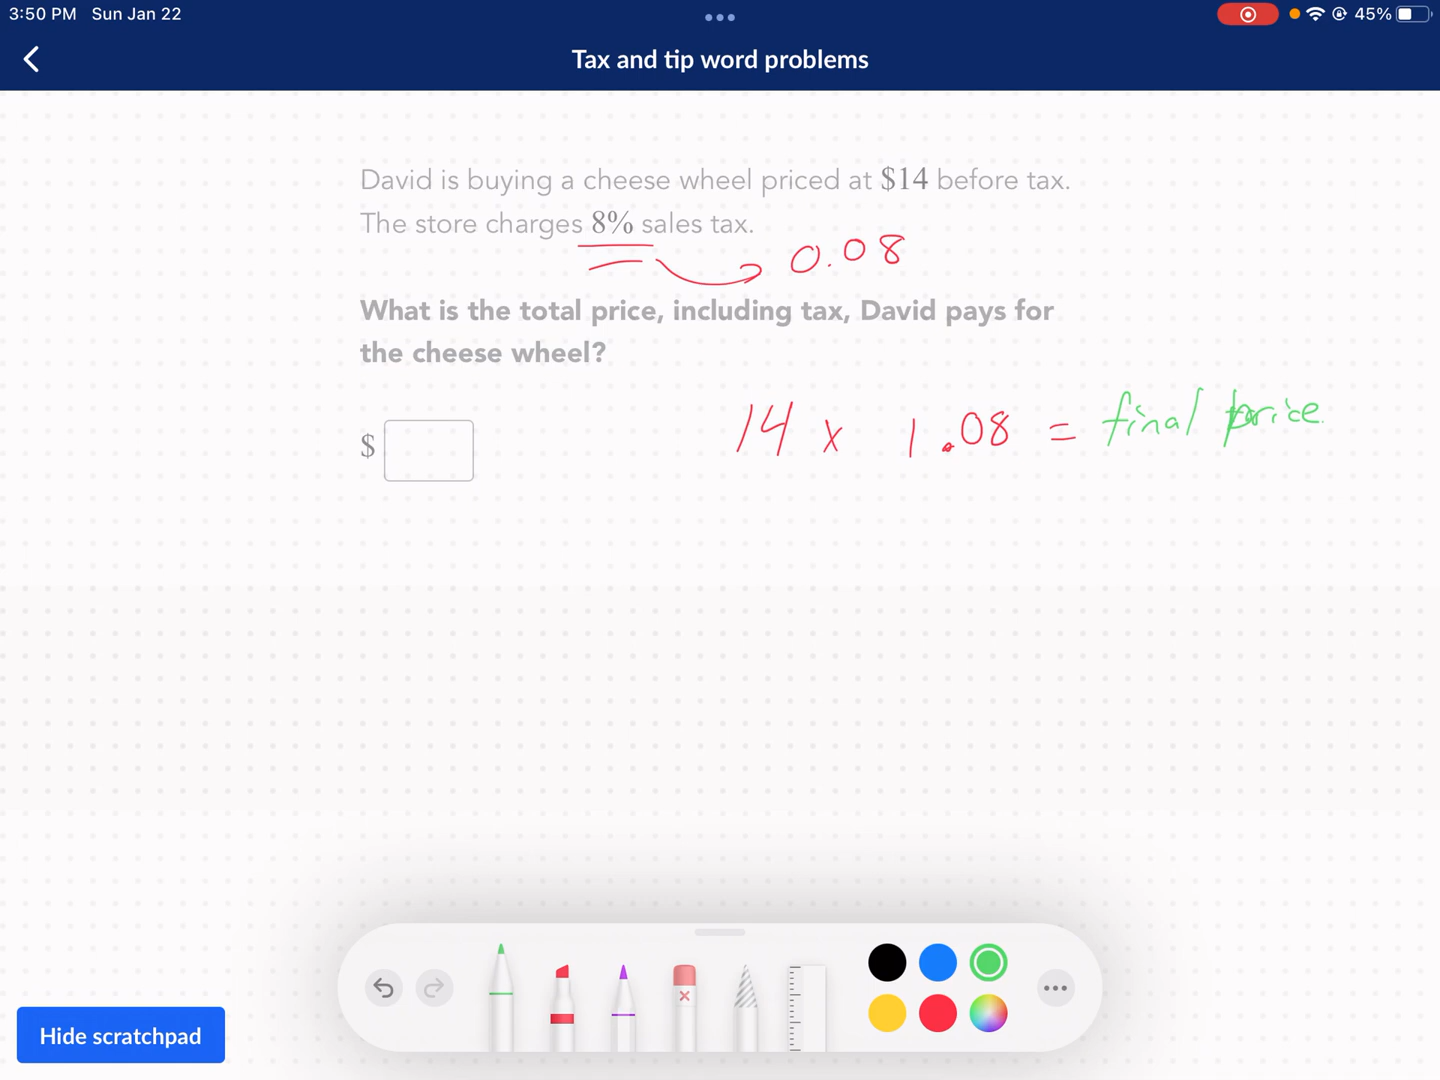 3:50 PM Sun Jan 22
45%
Tax and tip word problems
David is buying a cheese wheel priced at $14 before tax.
The store charges 8% sales tax.
0.08
What is the total price, including tax, David pays for
the cheese wheel?
14 x 1.08 = final price
$
Hide scratchpad